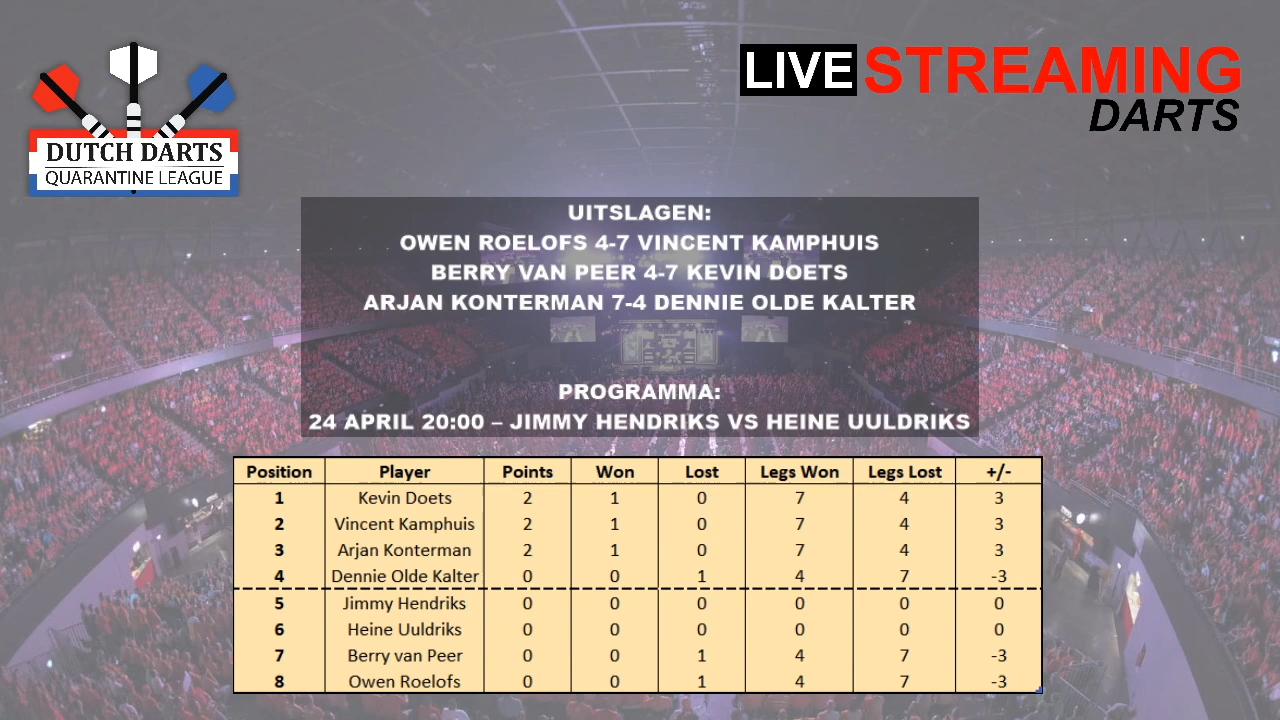 DUTCH DARTS
QUARANTINE LEAGUE
LIVE STREAMING
DARTS
UITSLAGEN:
OWEN ROELOFS 4-7 VINCENT KAMPHUIS
BERRY VAN PEER 4-7 KEVIN DOETS
ARJAN KONTERMAN 7-4 DENNIE OLDE KALTER
PROGRAMMA:
24 APRIL 20:00 – JIMMY HENDRIKS VS HEINE UULDRIKS
Position Player Points Won Lost Legs Won Legs Lost +/-
1 Kevin Doets 2 1 0 7 4 3
2 Vincent Kamphuis 2 1 0 7 4 3
3 Arjan Konterman 2 1 0 7 4 3
4 Dennie Olde Kalter 0 0 1 4 7 -3
5 Jimmy Hendriks 0 0 0 0 0 0
6 Heine Uuldriks 0 0 0 0 0 0
7 Berry van Peer 0 0 1 4 7 -3
8 Owen Roelofs 0 0 1 4 7 -3